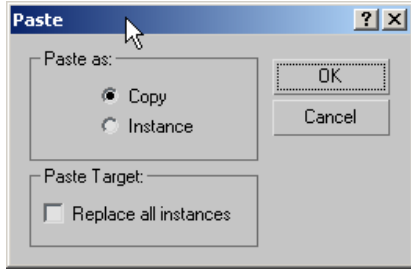 Paste
Paste as:
Copy
Instance
OK
Cancel
Paste Target:
Replace all instances